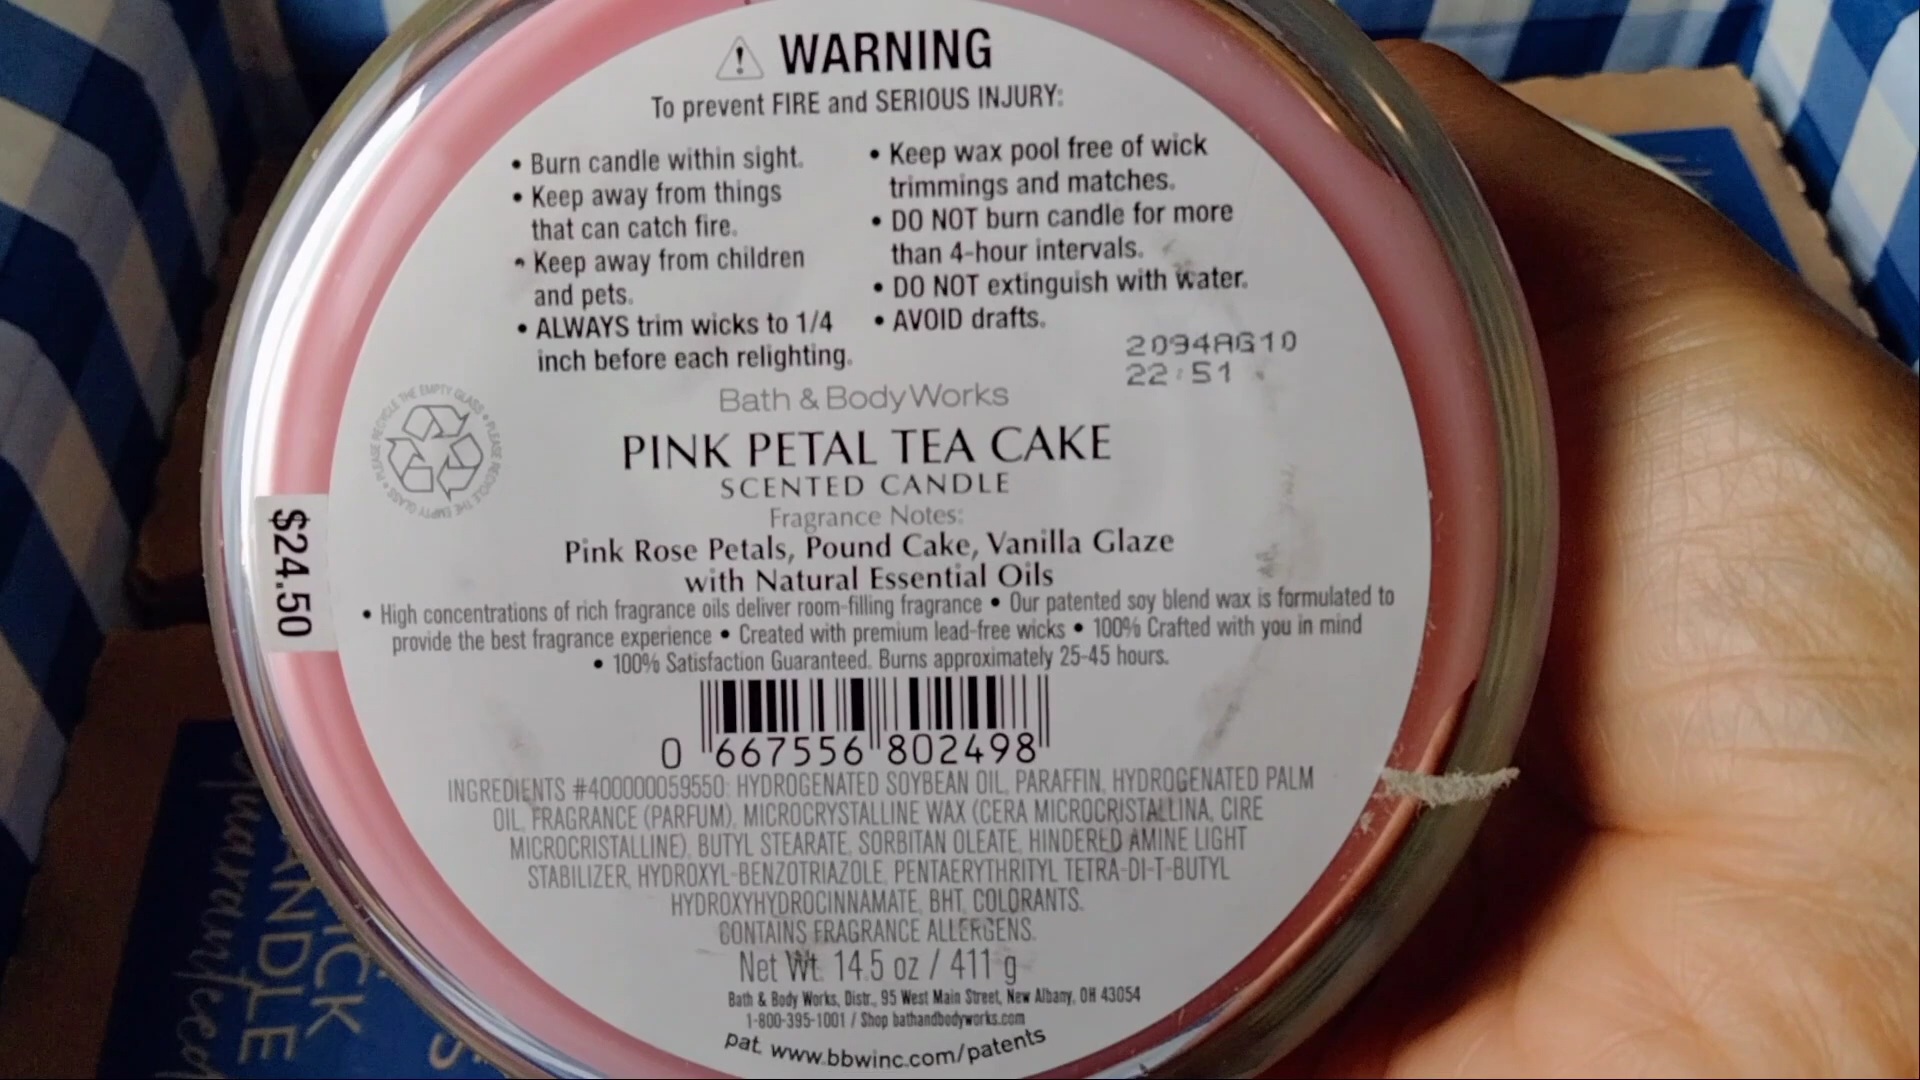 WARNING
To prevent FIRE and SERIOUS INJURY:
• Burn candle within sight.
• Keep away from things
that can catch fire.
• Keep away from children
and pets.
• ALWAYS trim wicks to 1/4
inch before each relighting.
• Keep wax pool free of wick
trimmings and matches.
• DO NOT burn candle for more
than 4-hour intervals.
• DO NOT extinguish with water.
• AVOID drafts.
2094AG10
22:51
PLEASE RECYCLE THE EMPTY GLASS • PLEASE RECYCLE THE EMPTY GLASS •
Bath & Body Works
PINK PETAL TEA CAKE
SCENTED CANDLE
Fragrance Notes:
Pink Rose Petals, Pound Cake, Vanilla Glaze
with Natural Essential Oils
$24.50
• High concentrations of rich fragrance oils deliver room-filling fragrance • Our patented soy blend wax is formulated to
provide the best fragrance experience • Created with premium lead-free wicks • 100% Crafted with you in mind
• 100% Satisfaction Guaranteed. Burns approximately 25-45 hours.
0 667556 802498
INGREDIENTS #400000059550: HYDROGENATED SOYBEAN OIL, PARAFFIN, HYDROGENATED PALM
OIL, FRAGRANCE (PARFUM), MICROCRYSTALLINE WAX (CERA MICROCRISTALLINA, CIRE
MICROCRISTALLINE), BUTYL STEARATE, SORBITAN OLEATE, HINDERED AMINE LIGHT
STABILIZER, HYDROXYL-BENZOTRIAZOLE, PENTAERYTHRITYL TETRA-DI-T-BUTYL
HYDROXYHYDROCINNAMATE, BHT, COLORANTS.
CONTAINS FRAGRANCE ALLERGENS.
Net Wt. 14.5 oz / 411 g
Bath & Body Works, Distr., 95 West Main Street, New Albany, OH 43054
1-800-395-1001 / Shop bathandbodyworks.com
pat. www.bbwinc.com/patents